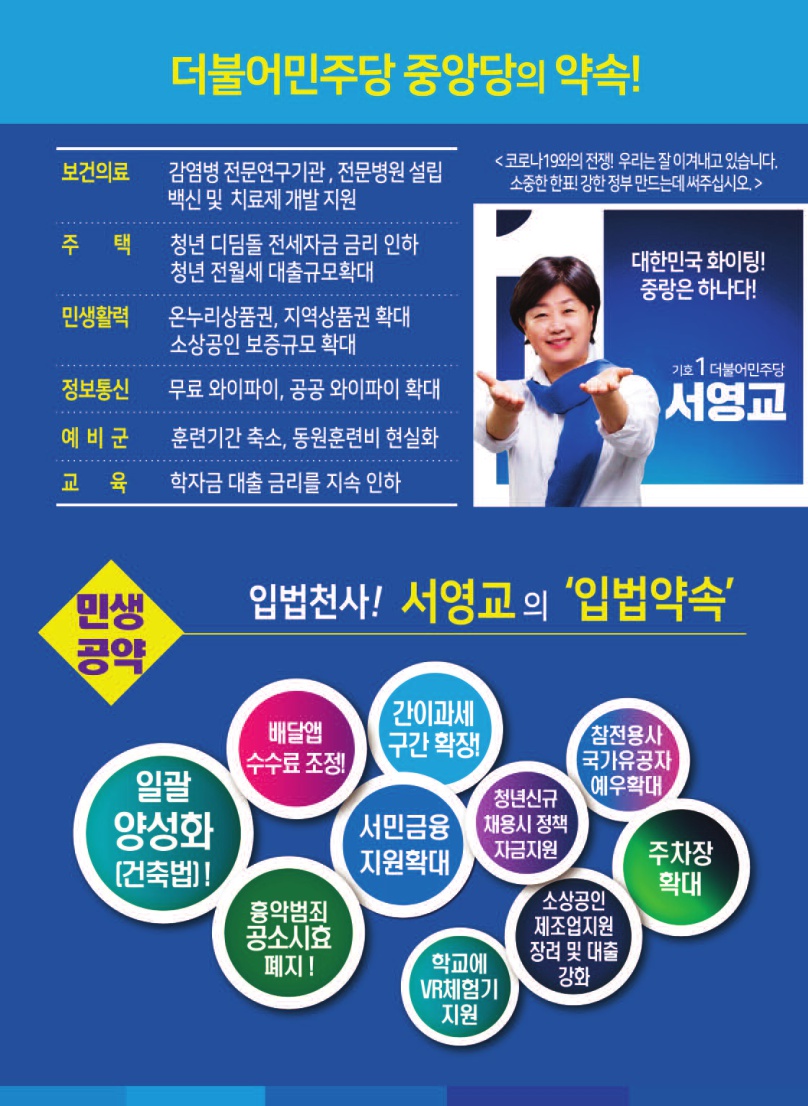 더불어민주당 중앙당의 약속!
보건의료 감염병 전문연구기관, 전문병원 설립
백신 및 치료제 개발 지원
주 택 청년 디딤돌 전세자금 금리 인하
청년 전월세 대출규모확대
민생활력 온누리상품권, 지역상품권 확대
소상공인 보증규모 확대
정보통신 무료 와이파이, 공공 와이파이 확대
예 비 군 훈련기간 축소, 동원훈련비 현실화
교 육 학자금 대출 금리를 지속 인하
< 코로나19와의 전쟁! 우리는 잘 이겨내고 있습니다.
소중한 한표! 강한 정부 만드는데 써주십시오. >
대한민국 화이팅!
중랑은 하나다!
기호 1 더불어민주당
서영교
민생
공약
입법천사! 서영교의 '입법약속'
배달앱
수수료 조정!
간이과세
구간 확장!
참전용사
국가유공자
예우확대
일괄
양성화
(건축법)!
서민금융
지원확대
청년신규
채용시 정책
자금지원
주차장
확대
흉악범죄
공소시효
폐지!
소상공인
제조업지원
장려 및 대출
강화
학교에
VR체험기
지원